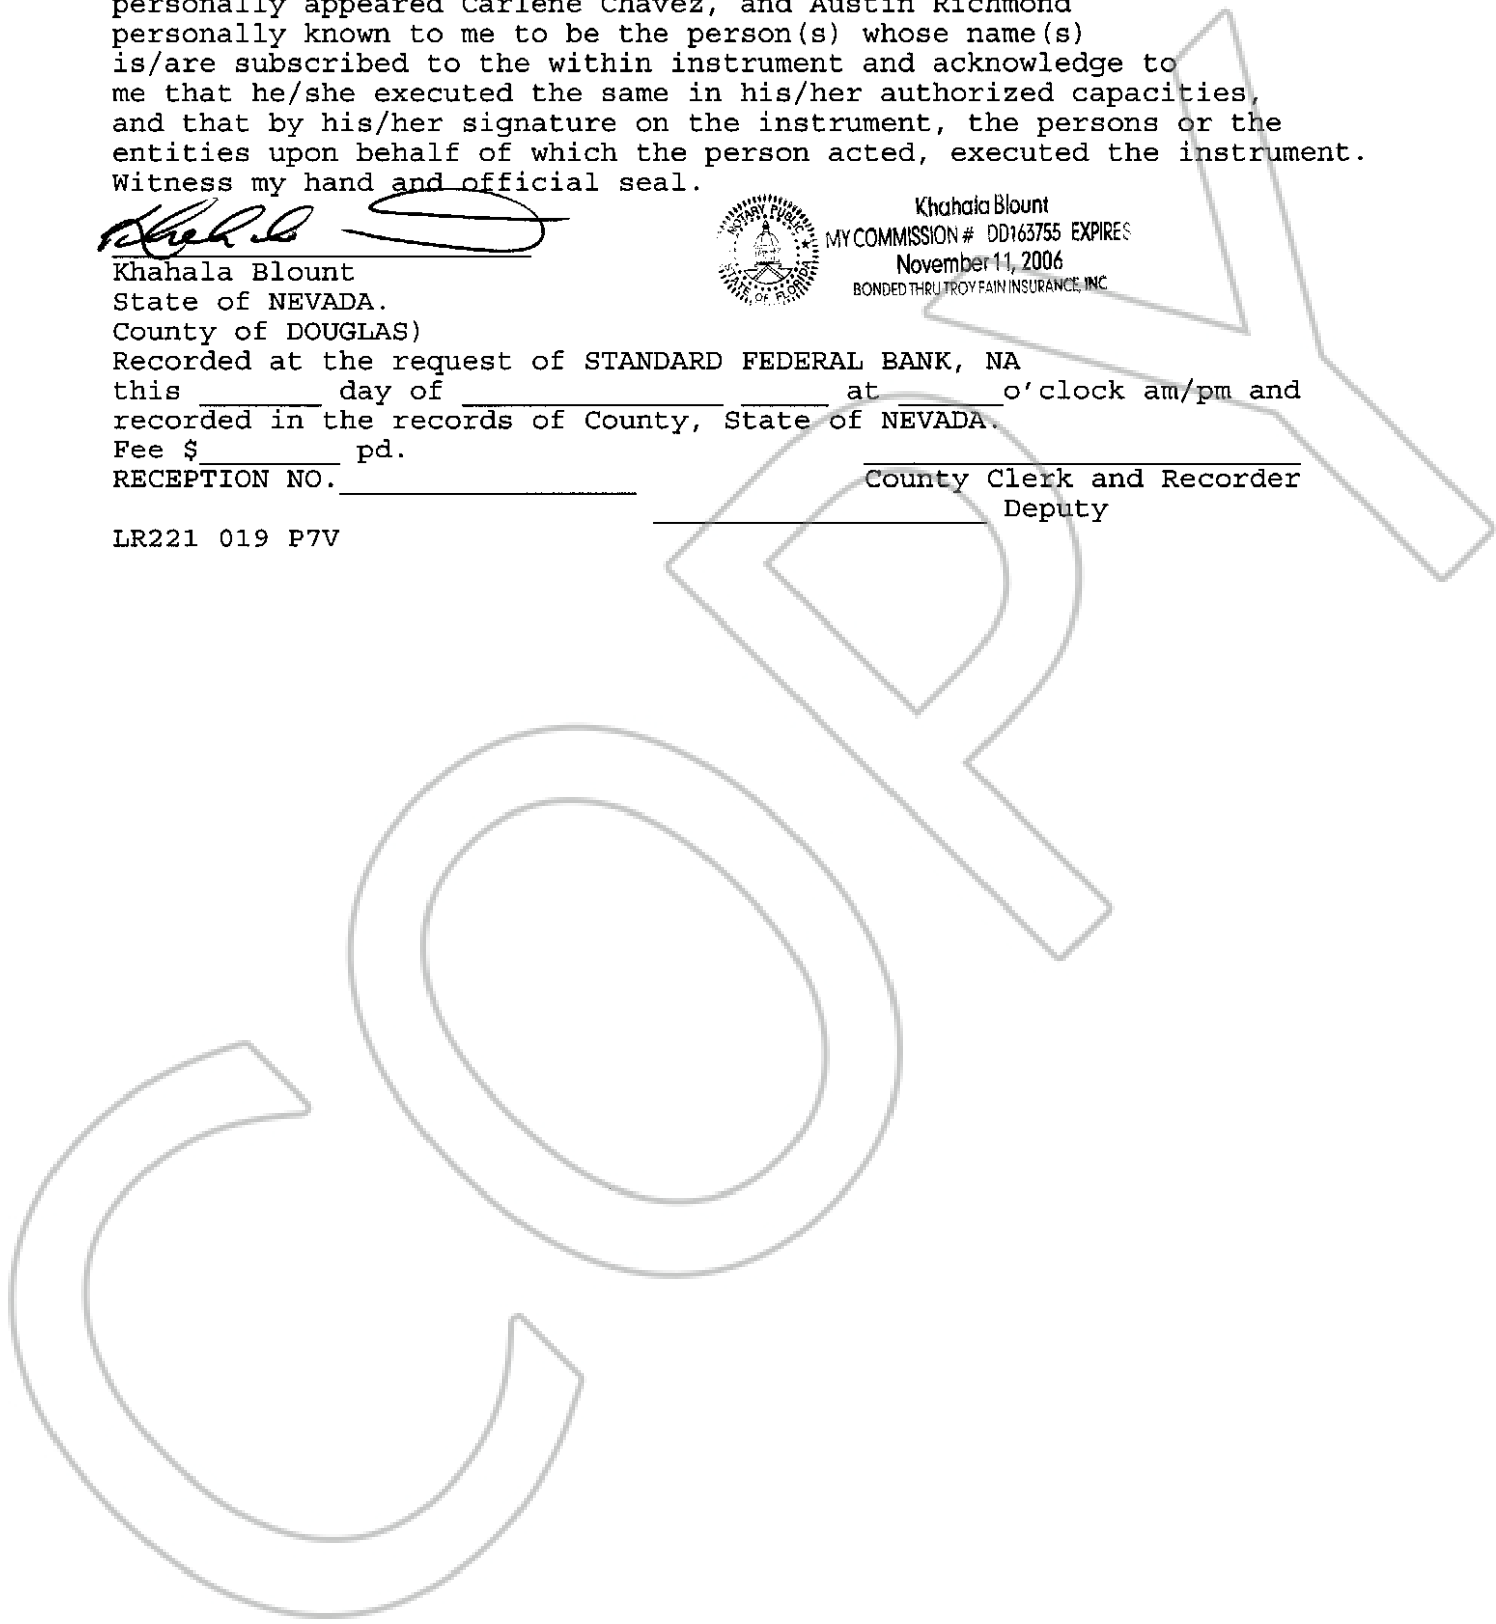 personally appeared Carlene Chavez, and Austin Richmond
personally known to me to be the person(s) whose name(s)
is/are subscribed to the within instrument and acknowledge to
me that he/she executed the same in his/her authorized capacities,
and that by his/her signature on the instrument, the persons or the
entities upon behalf of which the person acted, executed the instrument.
Witness my hand and official seal.
NOTARY PUBLIC
STATE OF FLORIDA
Khahala Blount
MY COMMISSION # DD163755 EXPIRES
November 11, 2006
BONDED THRU TROY FAIN INSURANCE, INC
Khahala Blount
State of NEVADA.
County of DOUGLAS)
Recorded at the request of STANDARD FEDERAL BANK, NA
this _______ day of _______________ _____ at ______o'clock am/pm and
recorded in the records of County, State of NEVADA.
Fee $________ pd.
RECEPTION NO._________________ County Clerk and Recorder
___________________ Deputy
LR221 019 P7V
COPY